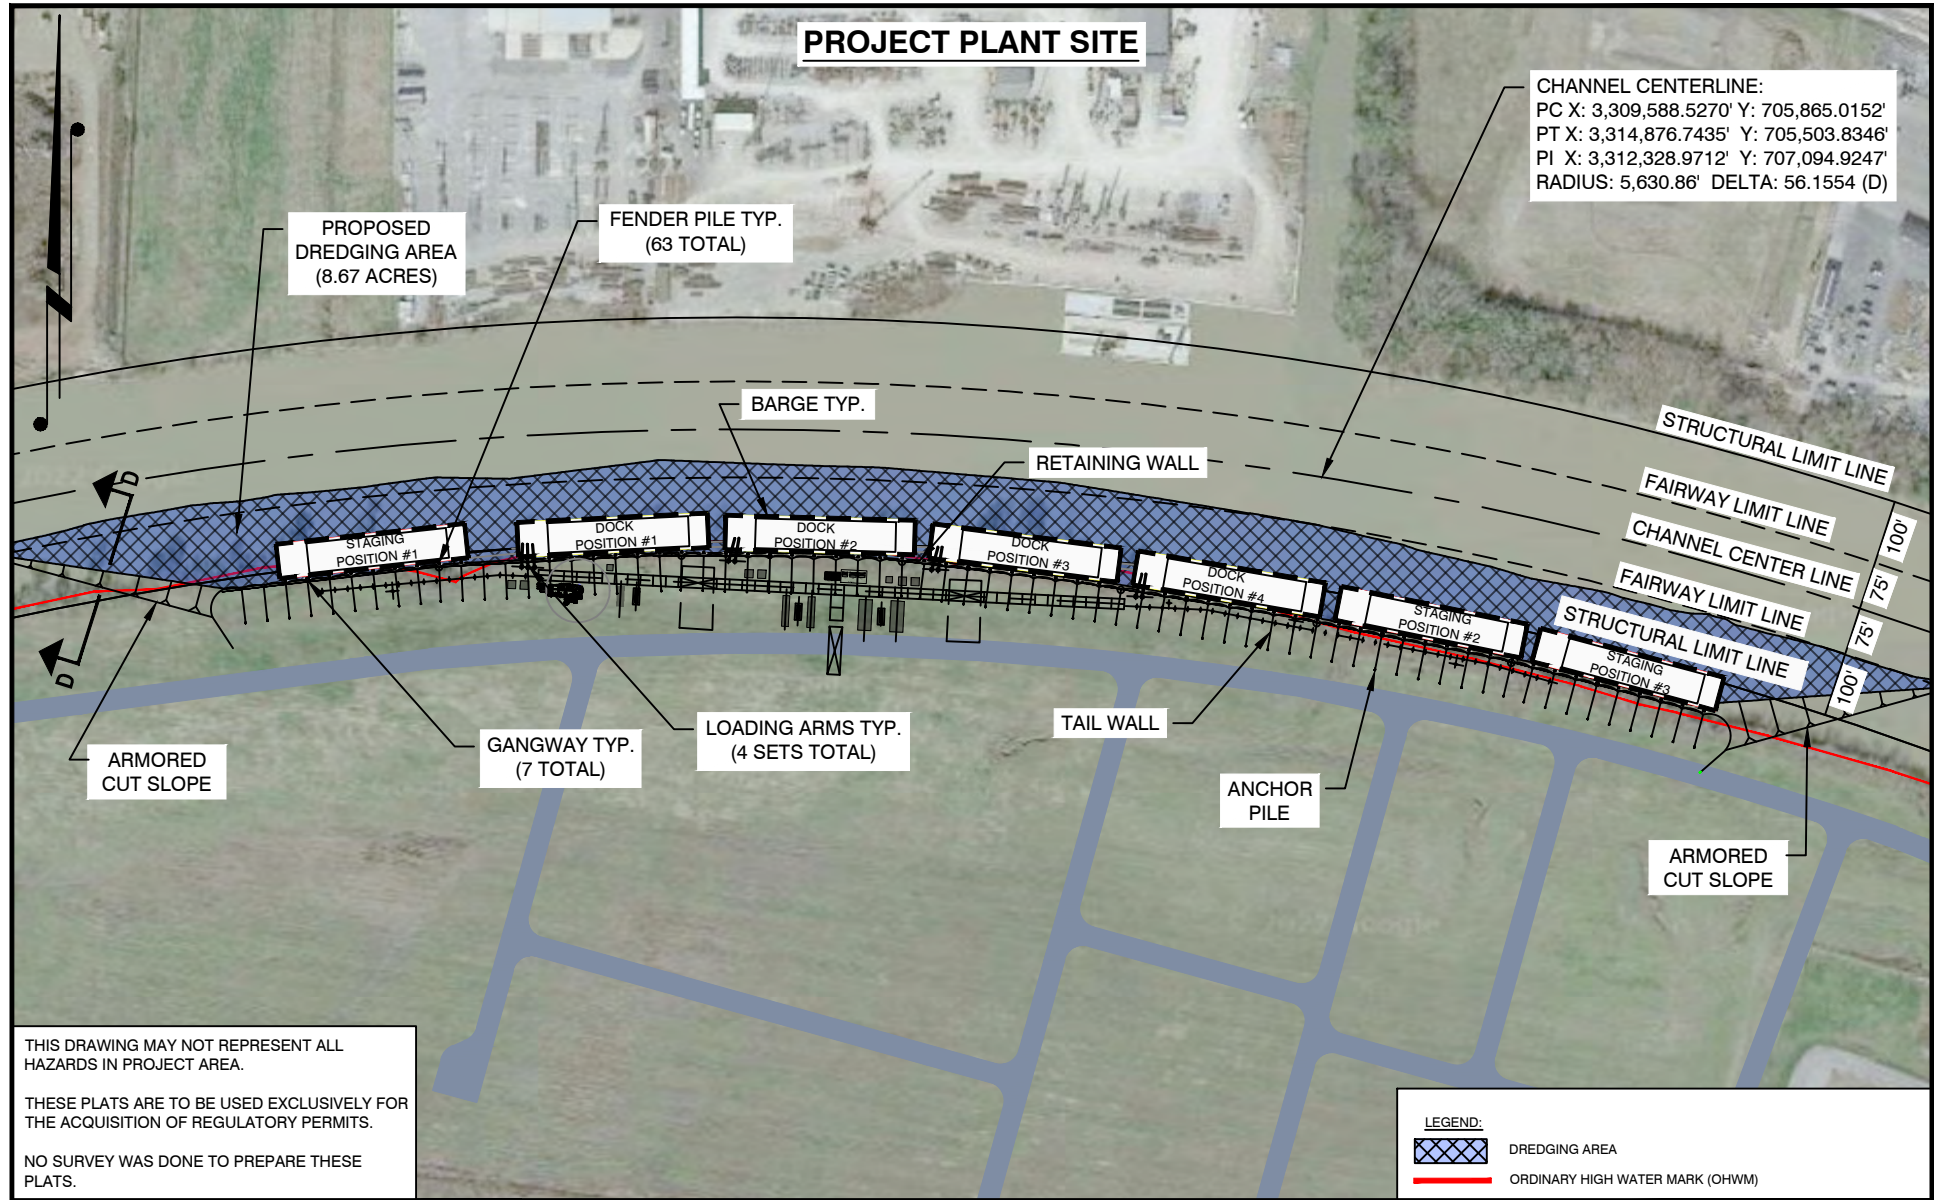 PROJECT PLANT SITE
CHANNEL CENTERLINE:
PC X: 3,309,588.5270' Y: 705,865.0152'
PT X: 3,314,876.7435' Y: 705,503.8346'
PI X: 3,312,328.9712' Y: 707,094.9247'
RADIUS: 5,630.86' DELTA: 56.1554 (D)
PROPOSED
DREDGING AREA
(8.67 ACRES)
FENDER PILE TYP.
(63 TOTAL)
BARGE TYP.
RETAINING WALL
STRUCTURAL LIMIT LINE
FAIRWAY LIMIT LINE
CHANNEL CENTER LINE
FAIRWAY LIMIT LINE
STRUCTURAL LIMIT LINE
100'
75'
75'
100'
D
D
STAGING
POSITION #1
DOCK
POSITION #1
DOCK
POSITION #2
DOCK
POSITION #3
DOCK
POSITION #4
STAGING
POSITION #2
STAGING
POSITION #3
ARMORED
CUT SLOPE
GANGWAY TYP.
(7 TOTAL)
LOADING ARMS TYP.
(4 SETS TOTAL)
TAIL WALL
ANCHOR
PILE
ARMORED
CUT SLOPE
THIS DRAWING MAY NOT REPRESENT ALL
HAZARDS IN PROJECT AREA.
THESE PLATS ARE TO BE USED EXCLUSIVELY FOR
THE ACQUISITION OF REGULATORY PERMITS.
NO SURVEY WAS DONE TO PREPARE THESE
PLATS.
LEGEND:
DREDGING AREA
ORDINARY HIGH WATER MARK (OHWM)